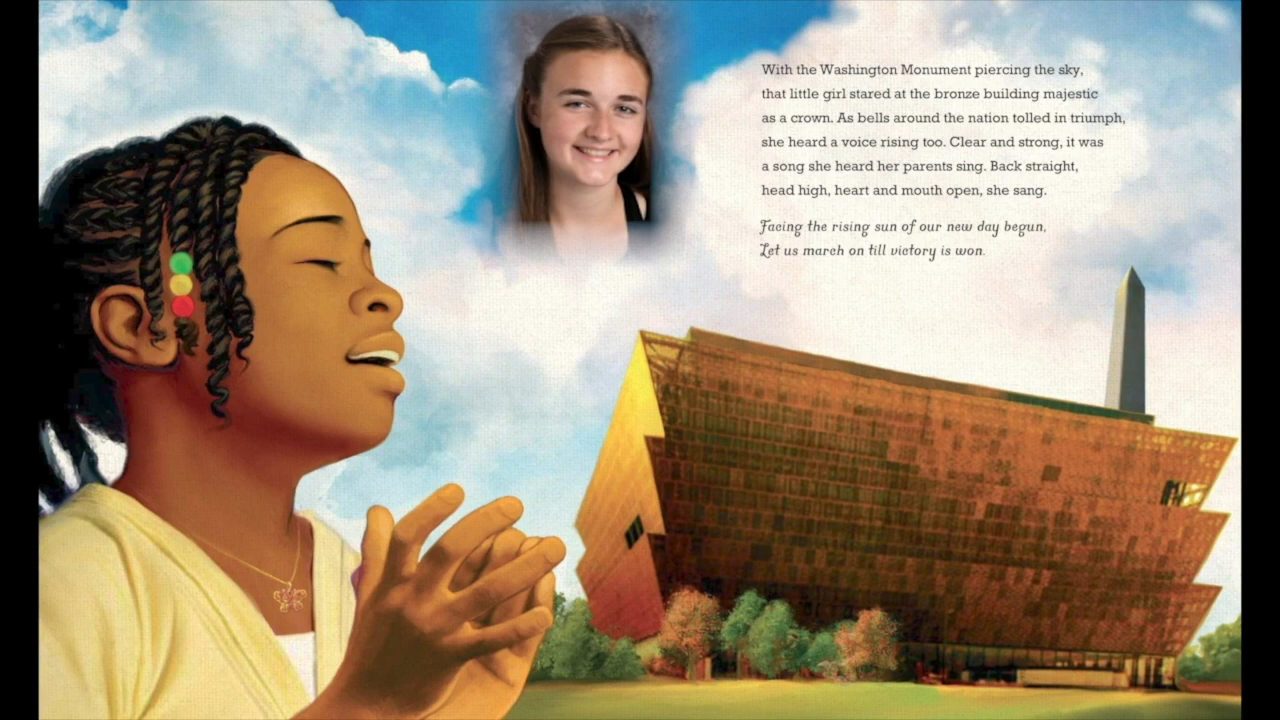 With the Washington Monument piercing the sky,
that little girl stared at the bronze building majestic
as a crown. As bells around the nation tolled in triumph,
she heard a voice rising too. Clear and strong, it was
a song she heard her parents sing. Back straight,
head high, heart and mouth open, she sang.
Facing the rising sun of our new day begun,
Let us march on till victory is won.